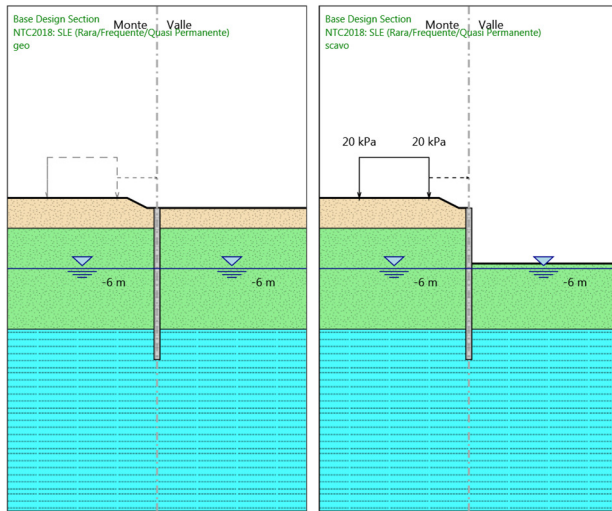 Base Design Section
Monte
Valle
NTC2018: SLE (Rara/Frequente/Quasi Permanente)
geo
-6 m
-6 m
Base Design Section
Monte
Valle
NTC2018: SLE (Rara/Frequente/Quasi Permanente)
scavo
20 kPa
20 kPa
-6 m
-6 m